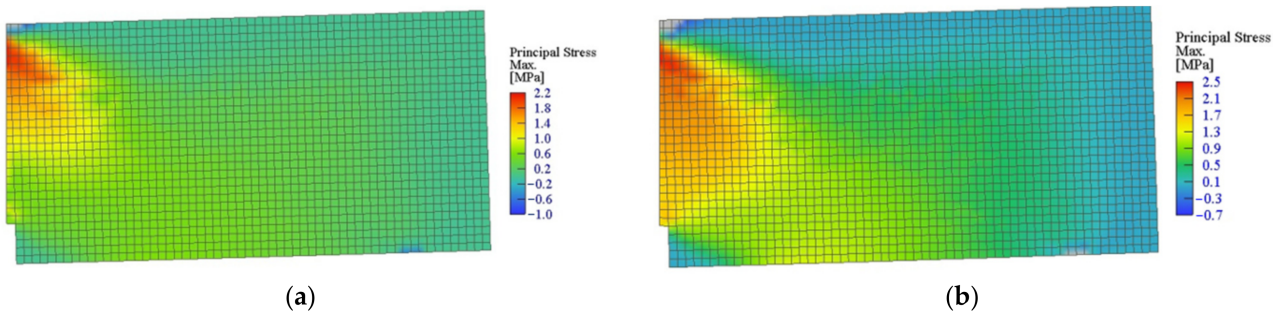 Principal Stress
Max.
[MPa]
2.2
1.8
1.4
1.0
0.6
0.2
−0.2
−0.6
−1.0
(a)
Principal Stress
Max.
[MPa]
2.5
2.1
1.7
1.3
0.9
0.5
0.1
−0.3
−0.7
(b)